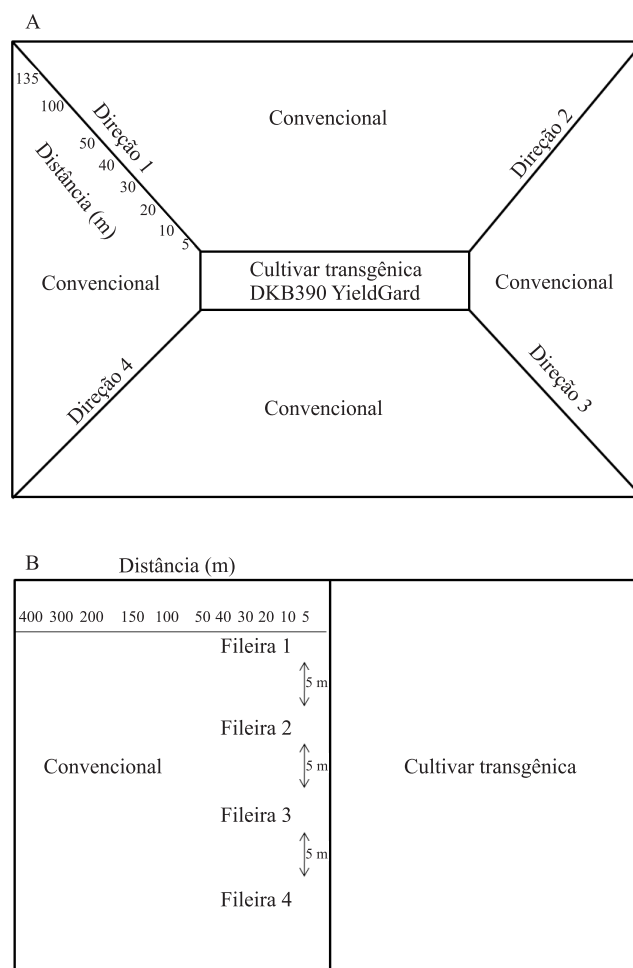 A
135
100
50
40
30
20
10
5
Distância (m)
Direção 1
Convencional
Direção 2
Convencional
Cultivar transgênica
DKB390 YieldGard
Convencional
Direção 4
Convencional
Direção 3
B
Distância (m)
400 300 200 150 100 50 40 30 20 10 5
Fileira 1
5 m
Fileira 2
5 m
Convencional
Cultivar transgênica
Fileira 3
5 m
Fileira 4